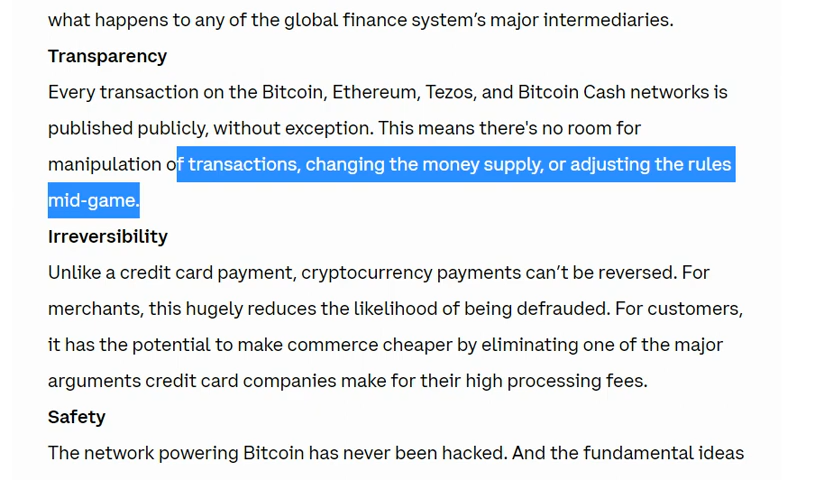 what happens to any of the global finance system’s major intermediaries.
Transparency
Every transaction on the Bitcoin, Ethereum, Tezos, and Bitcoin Cash networks is
published publicly, without exception. This means there's no room for
manipulation of transactions, changing the money supply, or adjusting the rules
mid-game.
Irreversibility
Unlike a credit card payment, cryptocurrency payments can’t be reversed. For
merchants, this hugely reduces the likelihood of being defrauded. For customers,
it has the potential to make commerce cheaper by eliminating one of the major
arguments credit card companies make for their high processing fees.
Safety
The network powering Bitcoin has never been hacked. And the fundamental ideas